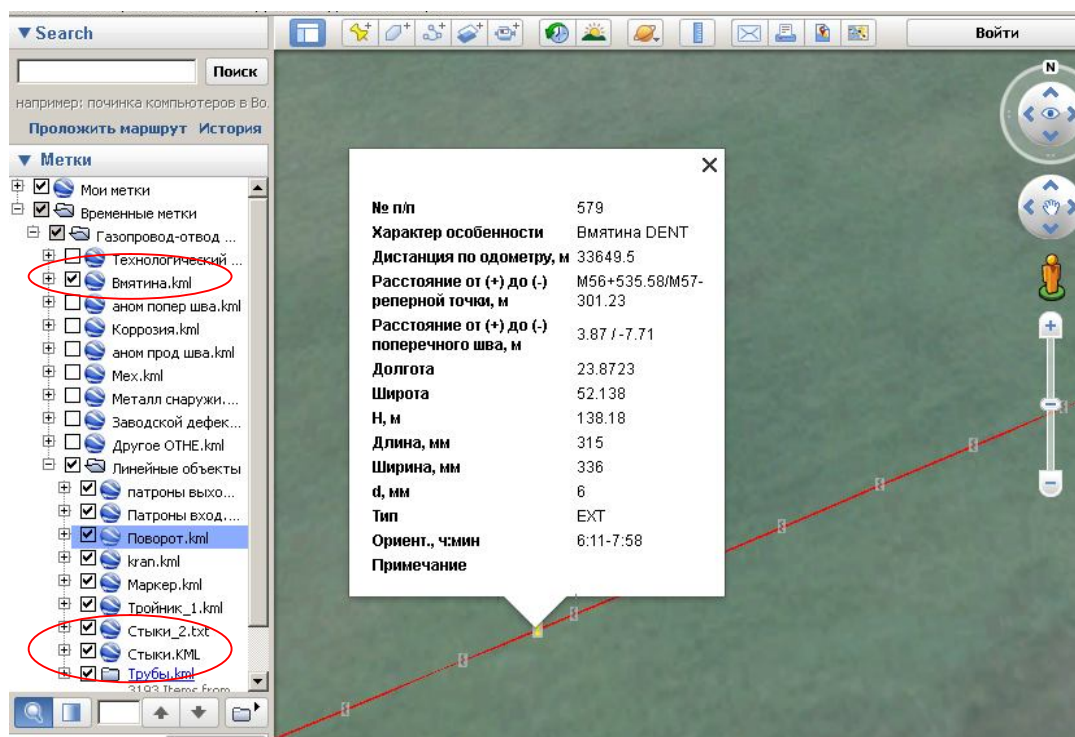 Search
Войти
Поиск
например: починка компьютеров в Во
Проложить маршрут История
Метки
Мои метки
Временные метки
Газопровод-отвод ...
Технологический ...
Вмятина.kml
аном попер шва.kml
Коррозия.kml
аном прод шва.kml
Мех.kml
Металл снаружи....
Заводской дефек...
Другое OTHE.kml
Линейные объекты
патроны выхо...
Патроны вход....
Поворот.kml
kran.kml
Маркер.kml
Тройник_1.kml
Стыки_2.txt
Стыки.KML
Трубы.kml
3193 Items from
N
№ п/п 579
Характер особенности Вмятина DENT
Дистанция по одометру, м 33649.5
Расстояние от (+) до (-) M56+535.58/M57-
реперной точки, м 301.23
Расстояние от (+) до (-)
поперечного шва, м 3.87 / -7.71
Долгота 23.8723
Широта 52.138
Н, м 138.18
Длина, мм 315
Ширина, мм 336
d, мм 6
Тип EXT
Ориент., ч:мин 6:11-7:58
Примечание